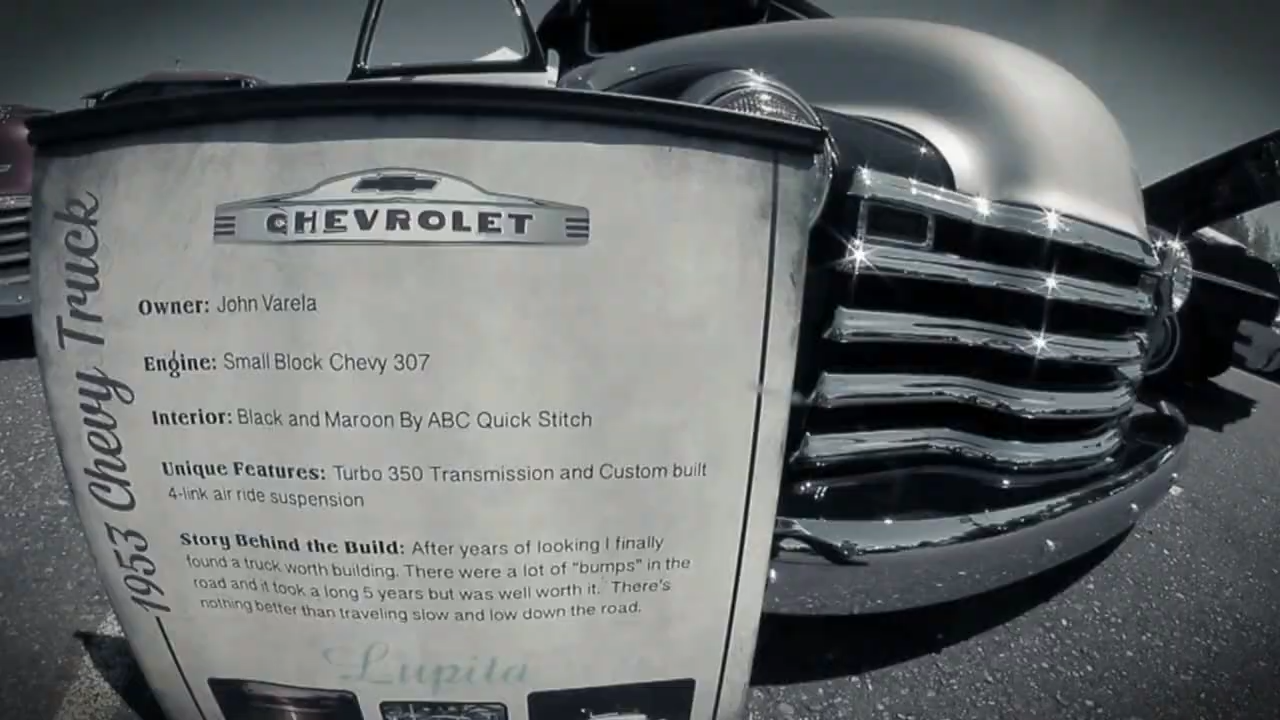 CHEVROLET
1953 Chevy Truck
Owner: John Varela
Engine: Small Block Chevy 307
Interior: Black and Maroon By ABC Quick Stitch
Unique Features: Turbo 350 Transmission and Custom built
4-link air ride suspension
Story Behind the Build: After years of looking I finally
found a truck worth building. There were a lot of "bumps" in the
road and it took a long 5 years but was well worth it. There's
nothing better than traveling slow and low down the road.
Lupita